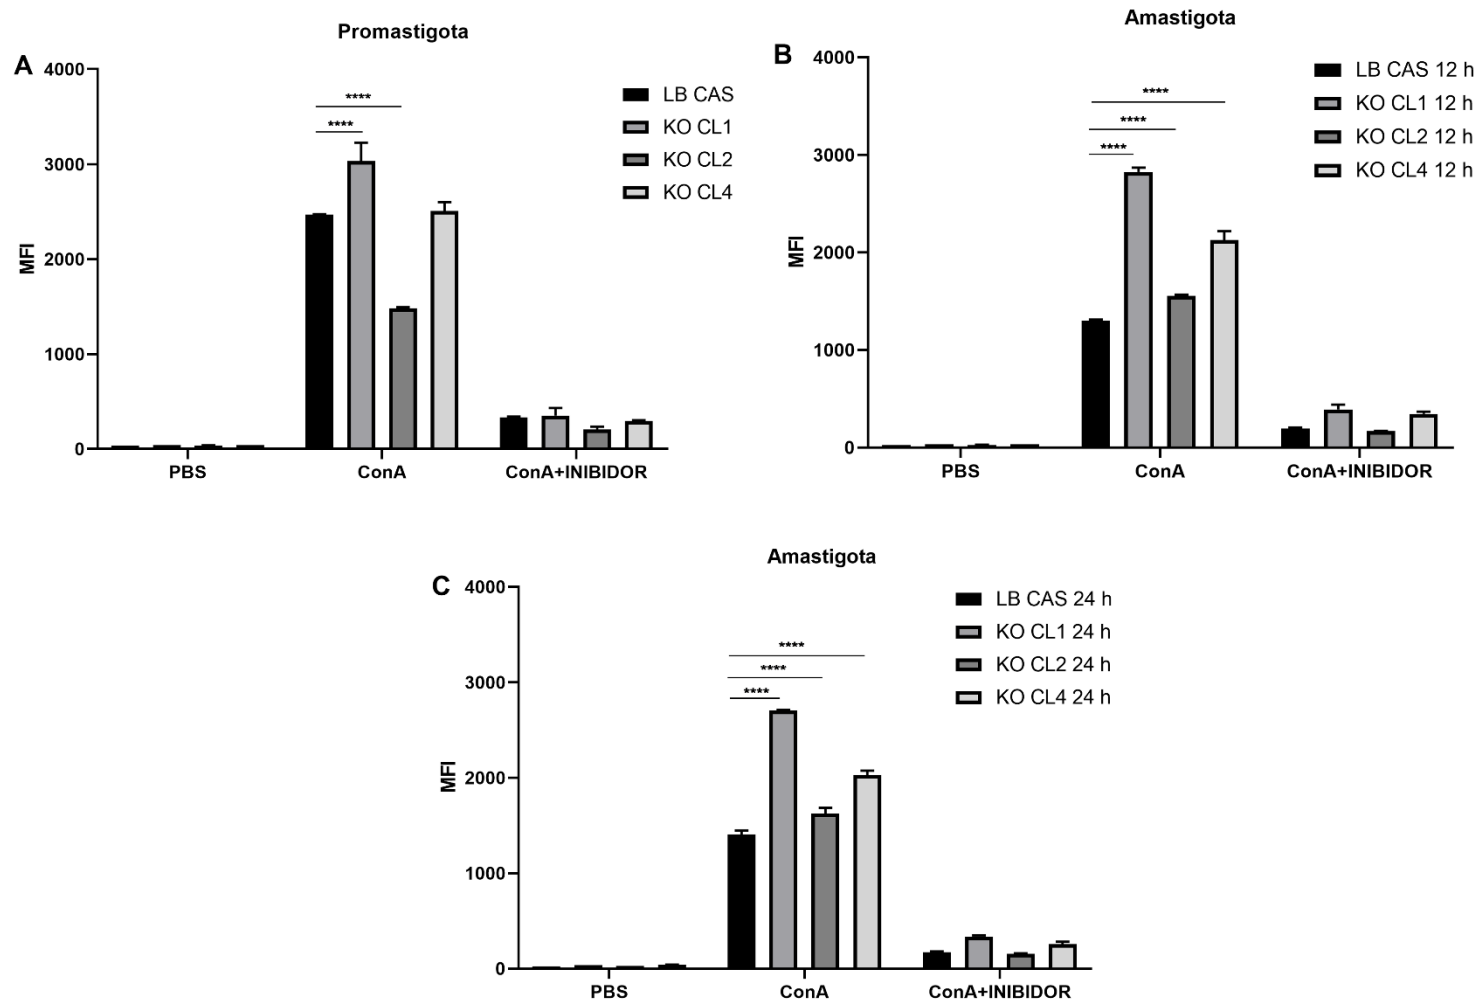 Promastigota
A
4000
3000
2000
1000
0
MFI
****
****
LB CAS
KO CL1
KO CL2
KO CL4
PBS
ConA
ConA+INIBIDOR
Amastigota
B
4000
3000
2000
1000
0
MFI
****
****
****
LB CAS 12 h
KO CL1 12 h
KO CL2 12 h
KO CL4 12 h
PBS
ConA
ConA+INIBIDOR
Amastigota
C
4000
3000
2000
1000
0
MFI
****
****
****
LB CAS 24 h
KO CL1 24 h
KO CL2 24 h
KO CL4 24 h
PBS
ConA
ConA+INIBIDOR